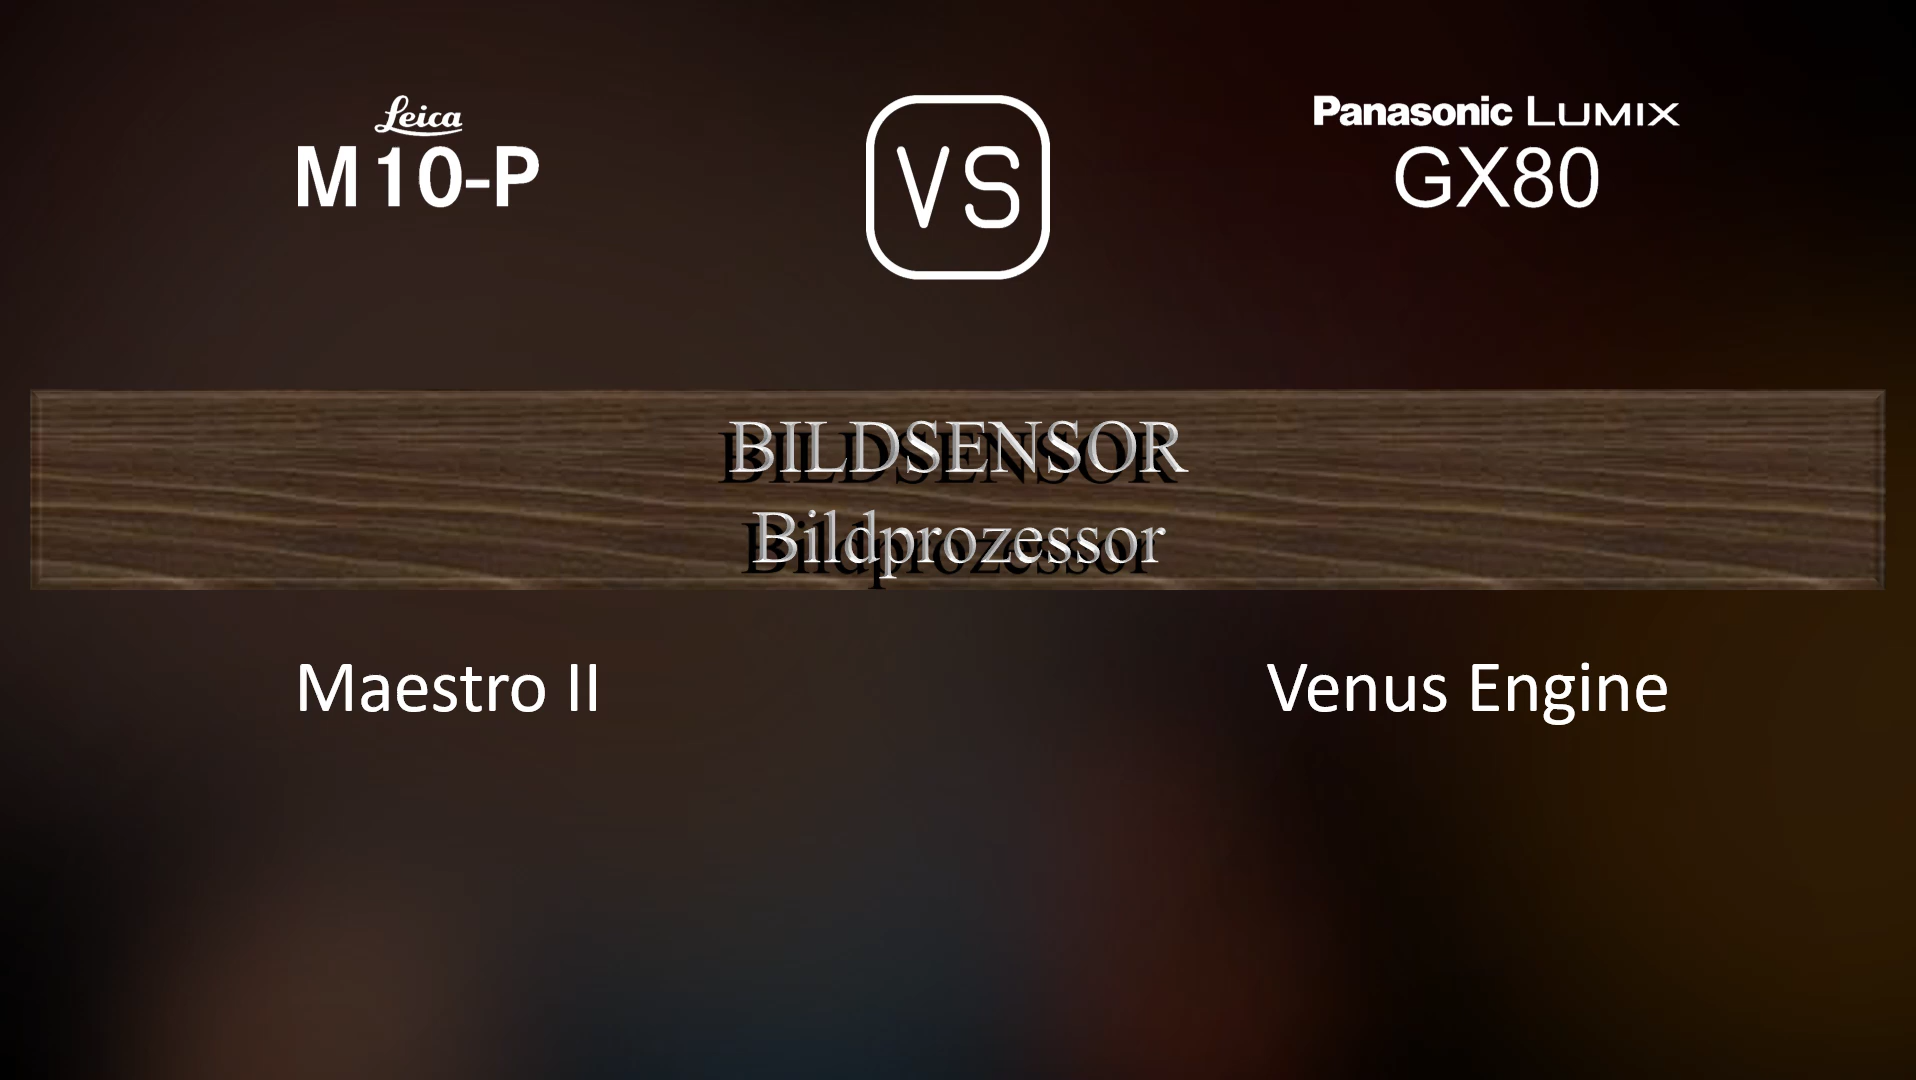 Leica
M10-P
VS
Panasonic LUMIX
GX80
BILDSENSOR
Bildprozessor
Maestro II
Venus Engine